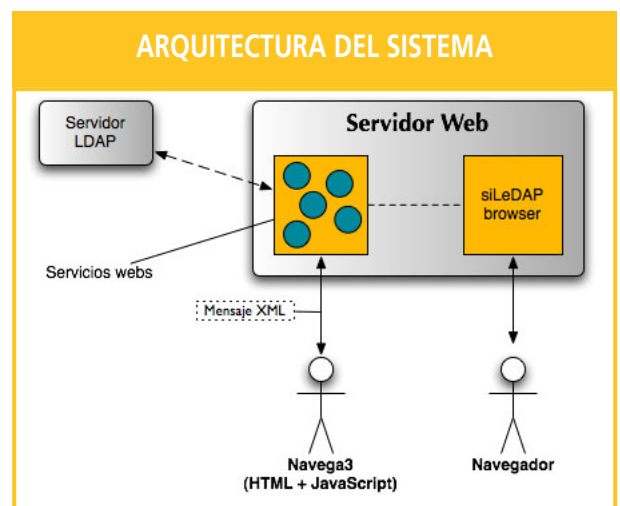 ARQUITECTURA DEL SISTEMA
Servidor
LDAP
Servidor Web
siLeDAP
browser
Servicios webs
Mensaje XML
Navega3
(HTML + JavaScript)
Navegador